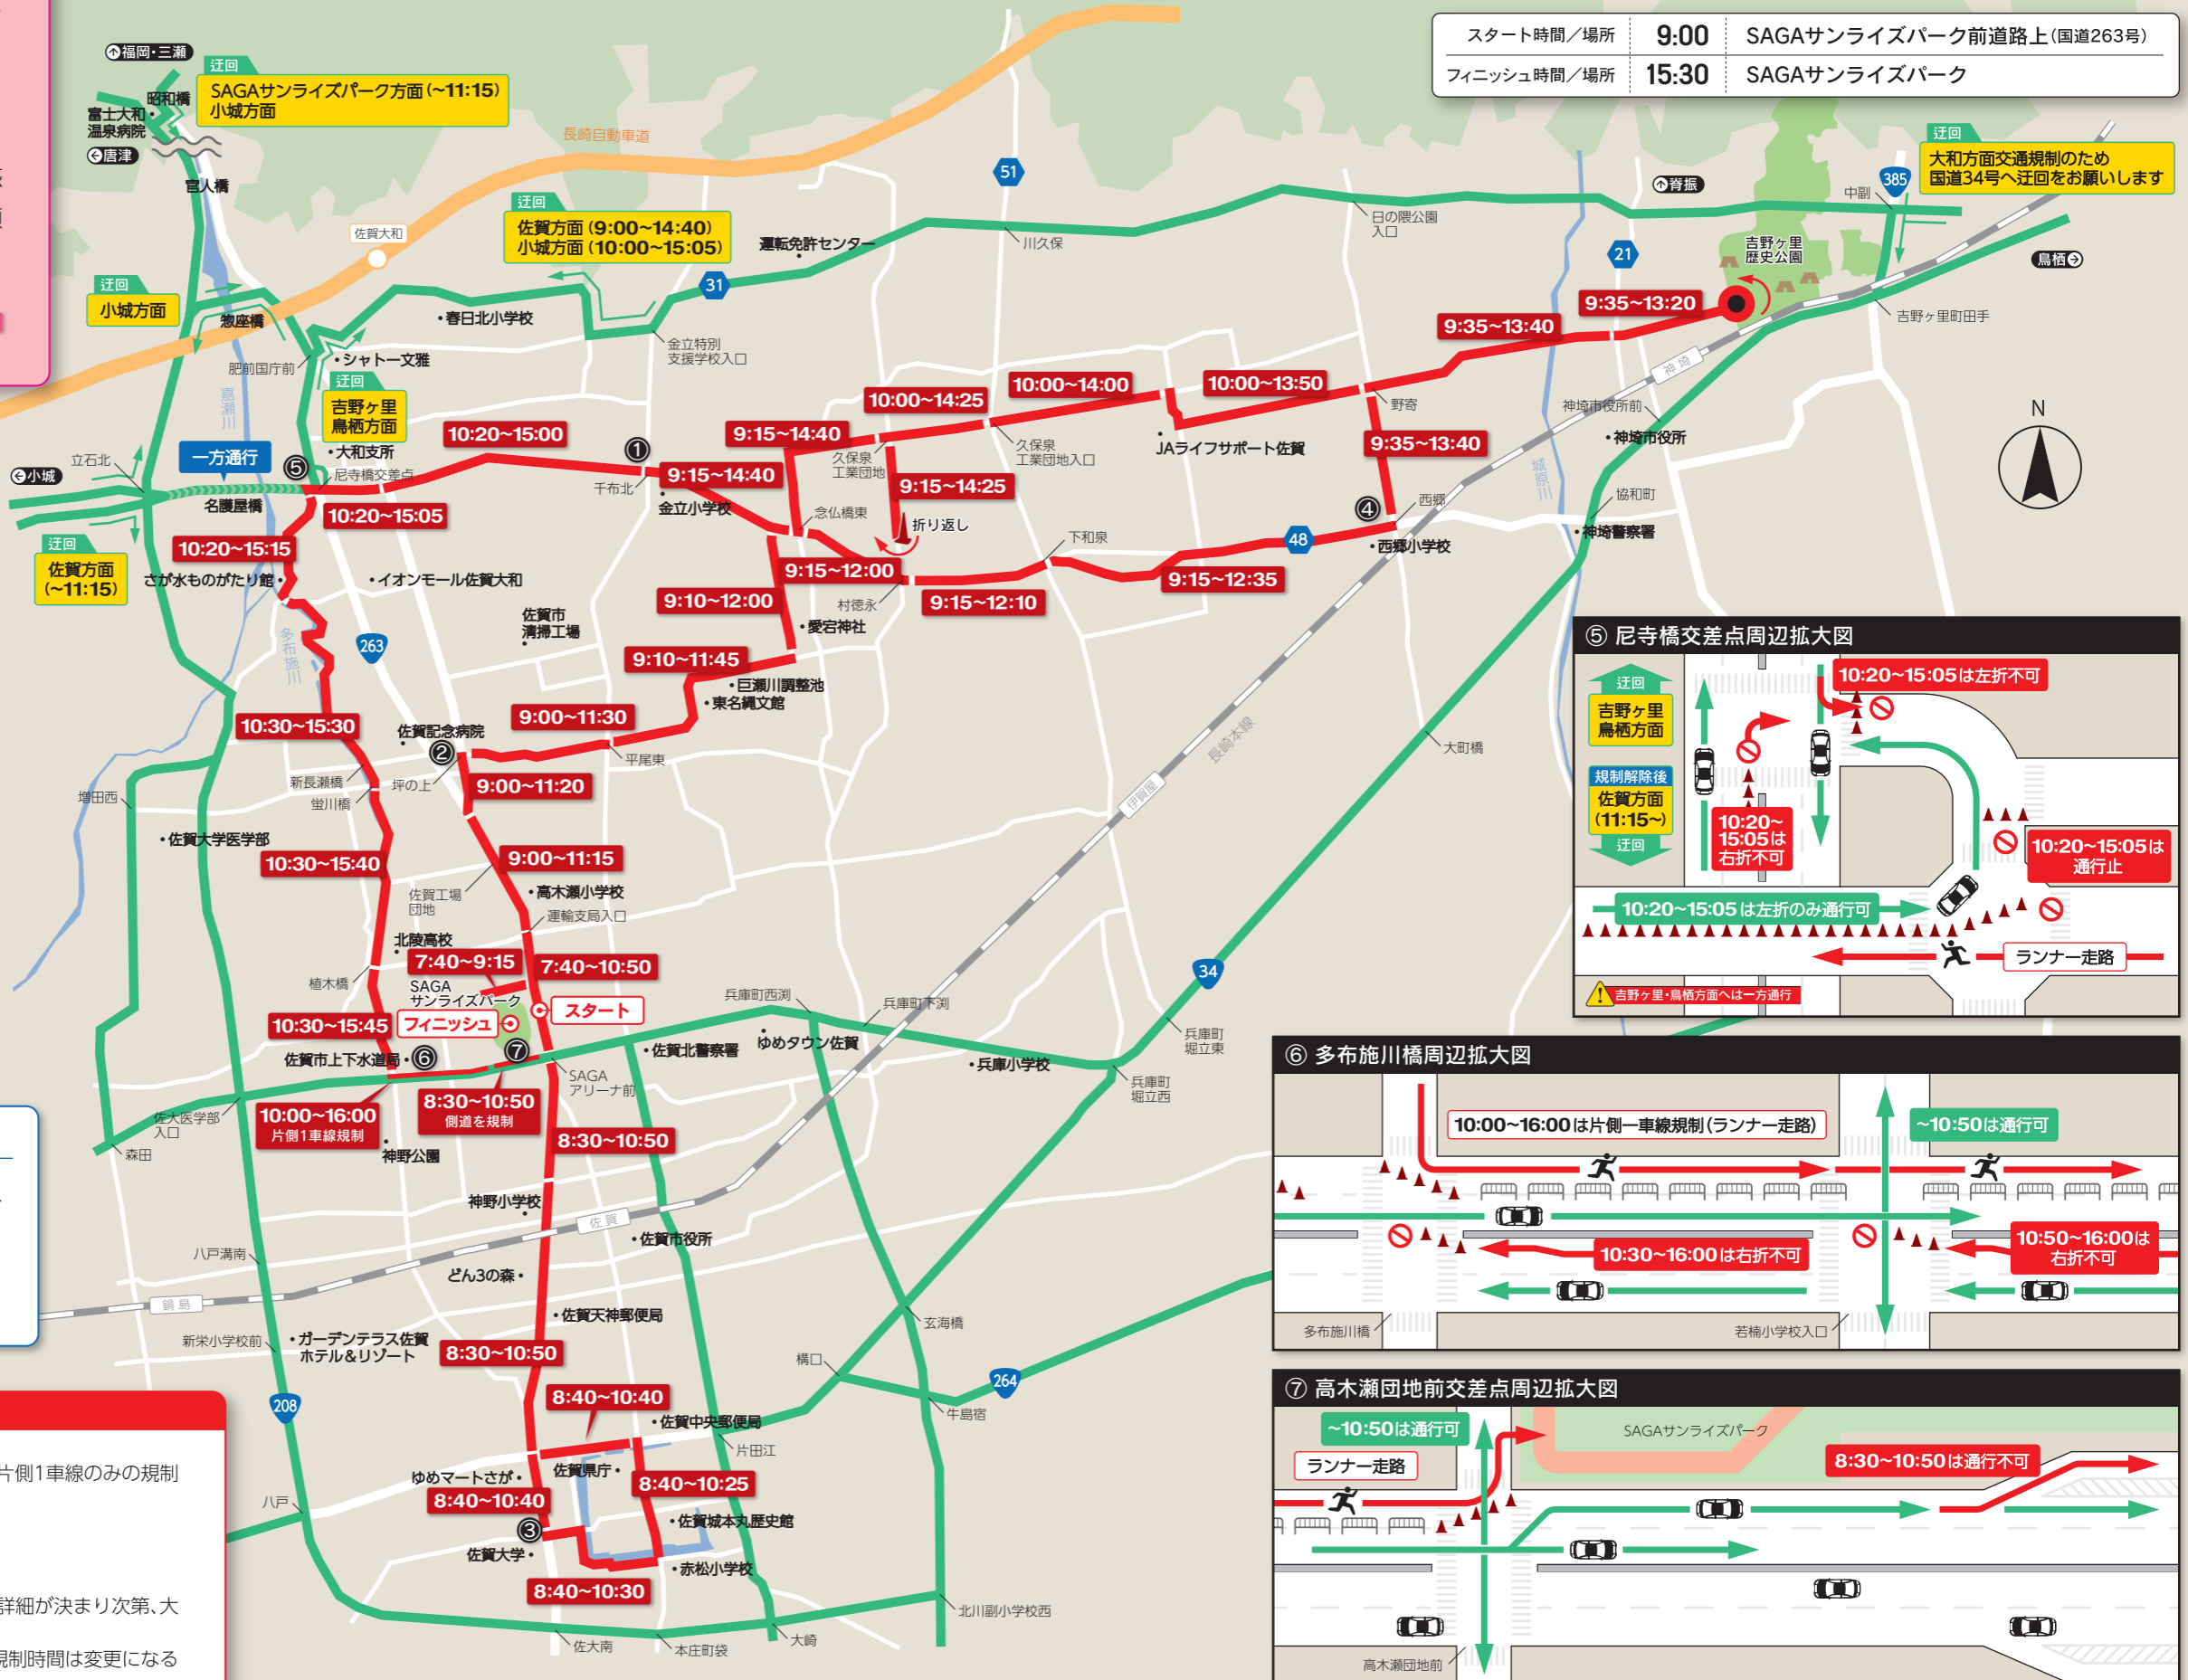 スタート時間／場所 9:00 SAGAサンライズパーク前道路上(国道263号)
フィニッシュ時間／場所 15:30 SAGAサンライズパーク
福岡・三瀬
迂回
SAGAサンライズパーク方面(~11:15)
小城方面
昭和橋
富士大和
温泉病院
唐津
官人橋
長崎自動車道
佐賀大和
迂回
佐賀方面(9:00~14:40)
小城方面(10:00~15:05)
運転免許センター
51
川久保
日の隈公園
入口
脊振
中副
385
迂回
大和方面交通規制のため
国道34号へ迂回をお願いします
鳥栖
吉野ヶ里
歴史公園
吉野ヶ里町田手
21
31
迂回
小城方面
惣座橋
春日北小学校
金立特別
支援学校入口
肥前国庁前
シャトー文雅
嘉瀬川
迂回
吉野ヶ里
鳥栖方面
大和支所
9:35~13:20
9:35~13:40
神埼
10:00~13:50
10:00~14:00
10:00~14:25
野寄
神埼市役所前
神埼市役所
9:35~13:40
JAライフサポート佐賀
城原川
久保泉
工業団地入口
久保泉
工業団地
9:15~14:40
9:15~14:25
10:20~15:00
①
9:15~14:40
千布北
金立小学校
念仏橋東
折り返し
立石北
小城
一方通行
⑤
尼寺橋交差点
名護屋橋
10:20~15:05
迂回
佐賀方面
(~11:15)
10:20~15:15
さが水ものがたり館
イオンモール佐賀大和
多布施川
263
佐賀市
清掃工場
9:15~12:00
9:10~12:00
村徳永
9:15~12:10
下和泉
9:15~12:35
48
④
西郷
西郷小学校
協和町
神埼警察署
愛宕神社
9:10~11:45
巨瀬川調整池
東名縄文館
9:00~11:30
平尾東
10:30~15:30
佐賀記念病院
②
坪の上
9:00~11:20
新長瀬橋
蛍川橋
増田西
佐賀大学医学部
10:30~15:40
9:00~11:15
佐賀工場
団地
高木瀬小学校
運輸支局入口
長崎本線
伊賀屋
大町橋
34
北陵高校
7:40~9:15
7:40~10:50
植木橋
SAGA
サンライズパーク
フィニッシュ
スタート
10:30~15:45
佐賀市上下水道局
⑥
⑦
SAGA
アリーナ前
佐賀北警察署
兵庫町西渕
兵庫町下渕
ゆめタウン佐賀
兵庫小学校
兵庫町
堀立東
兵庫町
堀立西
佐大医学部
入口
森田
10:00~16:00
片側1車線規制
8:30~10:50
側道を規制
神野公園
8:30~10:50
神野小学校
佐賀
佐賀市役所
八戸溝南
どん3の森
鍋島
佐賀天神郵便局
新栄小学校前
ガーデンテラス佐賀
ホテル&リゾート
8:30~10:50
玄海橋
横口
264
牛島宿
208
8:40~10:40
佐賀中央郵便局
片田江
佐賀県庁
ゆめマートさが
8:40~10:40
8:40~10:25
八戸
③
佐賀城本丸歴史館
佐賀大学
赤松小学校
8:40~10:30
北川副小学校西
佐大南
本庄町袋
大崎
片側1車線のみの規制
詳細が決まり次第、大
規制時間は変更になる
N
⑤ 尼寺橋交差点周辺拡大図
迂回
吉野ヶ里
鳥栖方面
規制解除後
佐賀方面
(11:15~)
迂回
10:20~15:05は左折不可
10:20~
15:05は
右折不可
10:20~15:05は
通行止
10:20~15:05は左折のみ通行可
ランナー走路
吉野ヶ里・鳥栖方面へは一方通行
⑥ 多布施川橋周辺拡大図
10:00~16:00は片側一車線規制(ランナー走路)
~10:50は通行可
10:30~16:00は右折不可
10:50~16:00は
右折不可
多布施川橋
若楠小学校入口
⑦ 高木瀬団地前交差点周辺拡大図
~10:50は通行可
SAGAサンライズパーク
ランナー走路
8:30~10:50は通行不可
高木瀬団地前